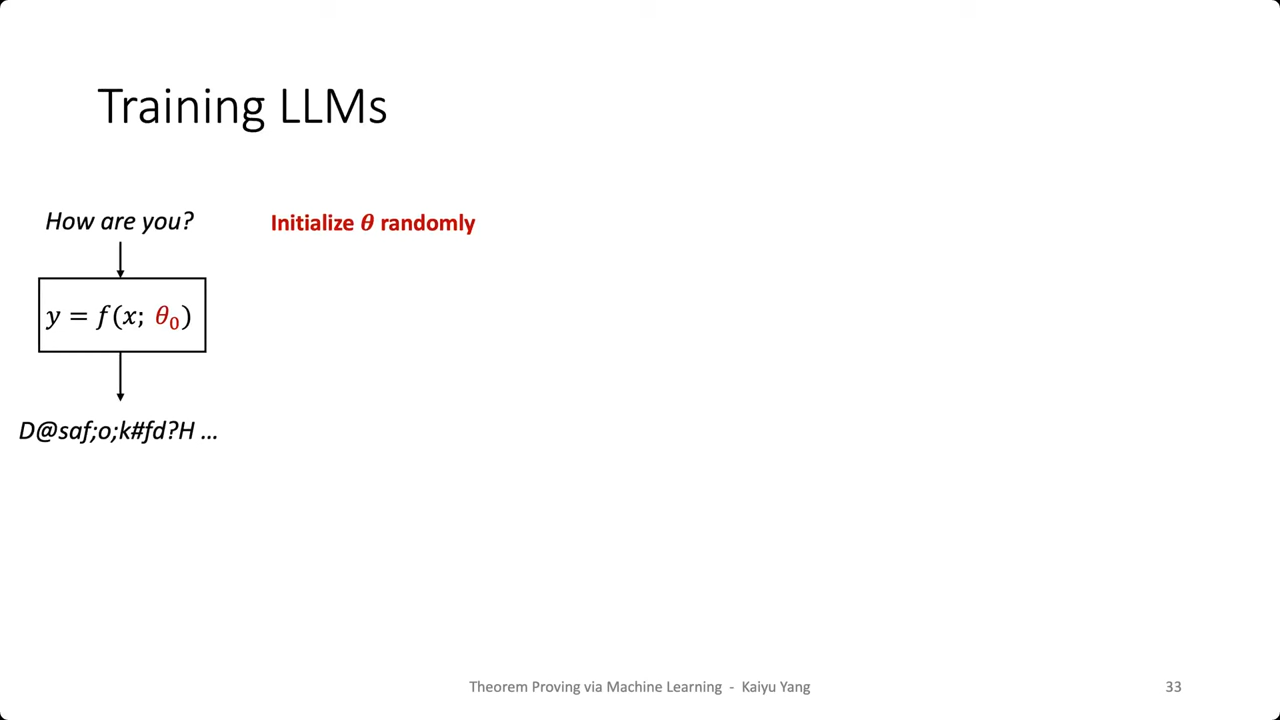 Training LLMs
How are you?
Initialize θ randomly
y = f(x; θ₀)
D@saf;o;k#fd?H ...
Theorem Proving via Machine Learning - Kaiyu Yang
33